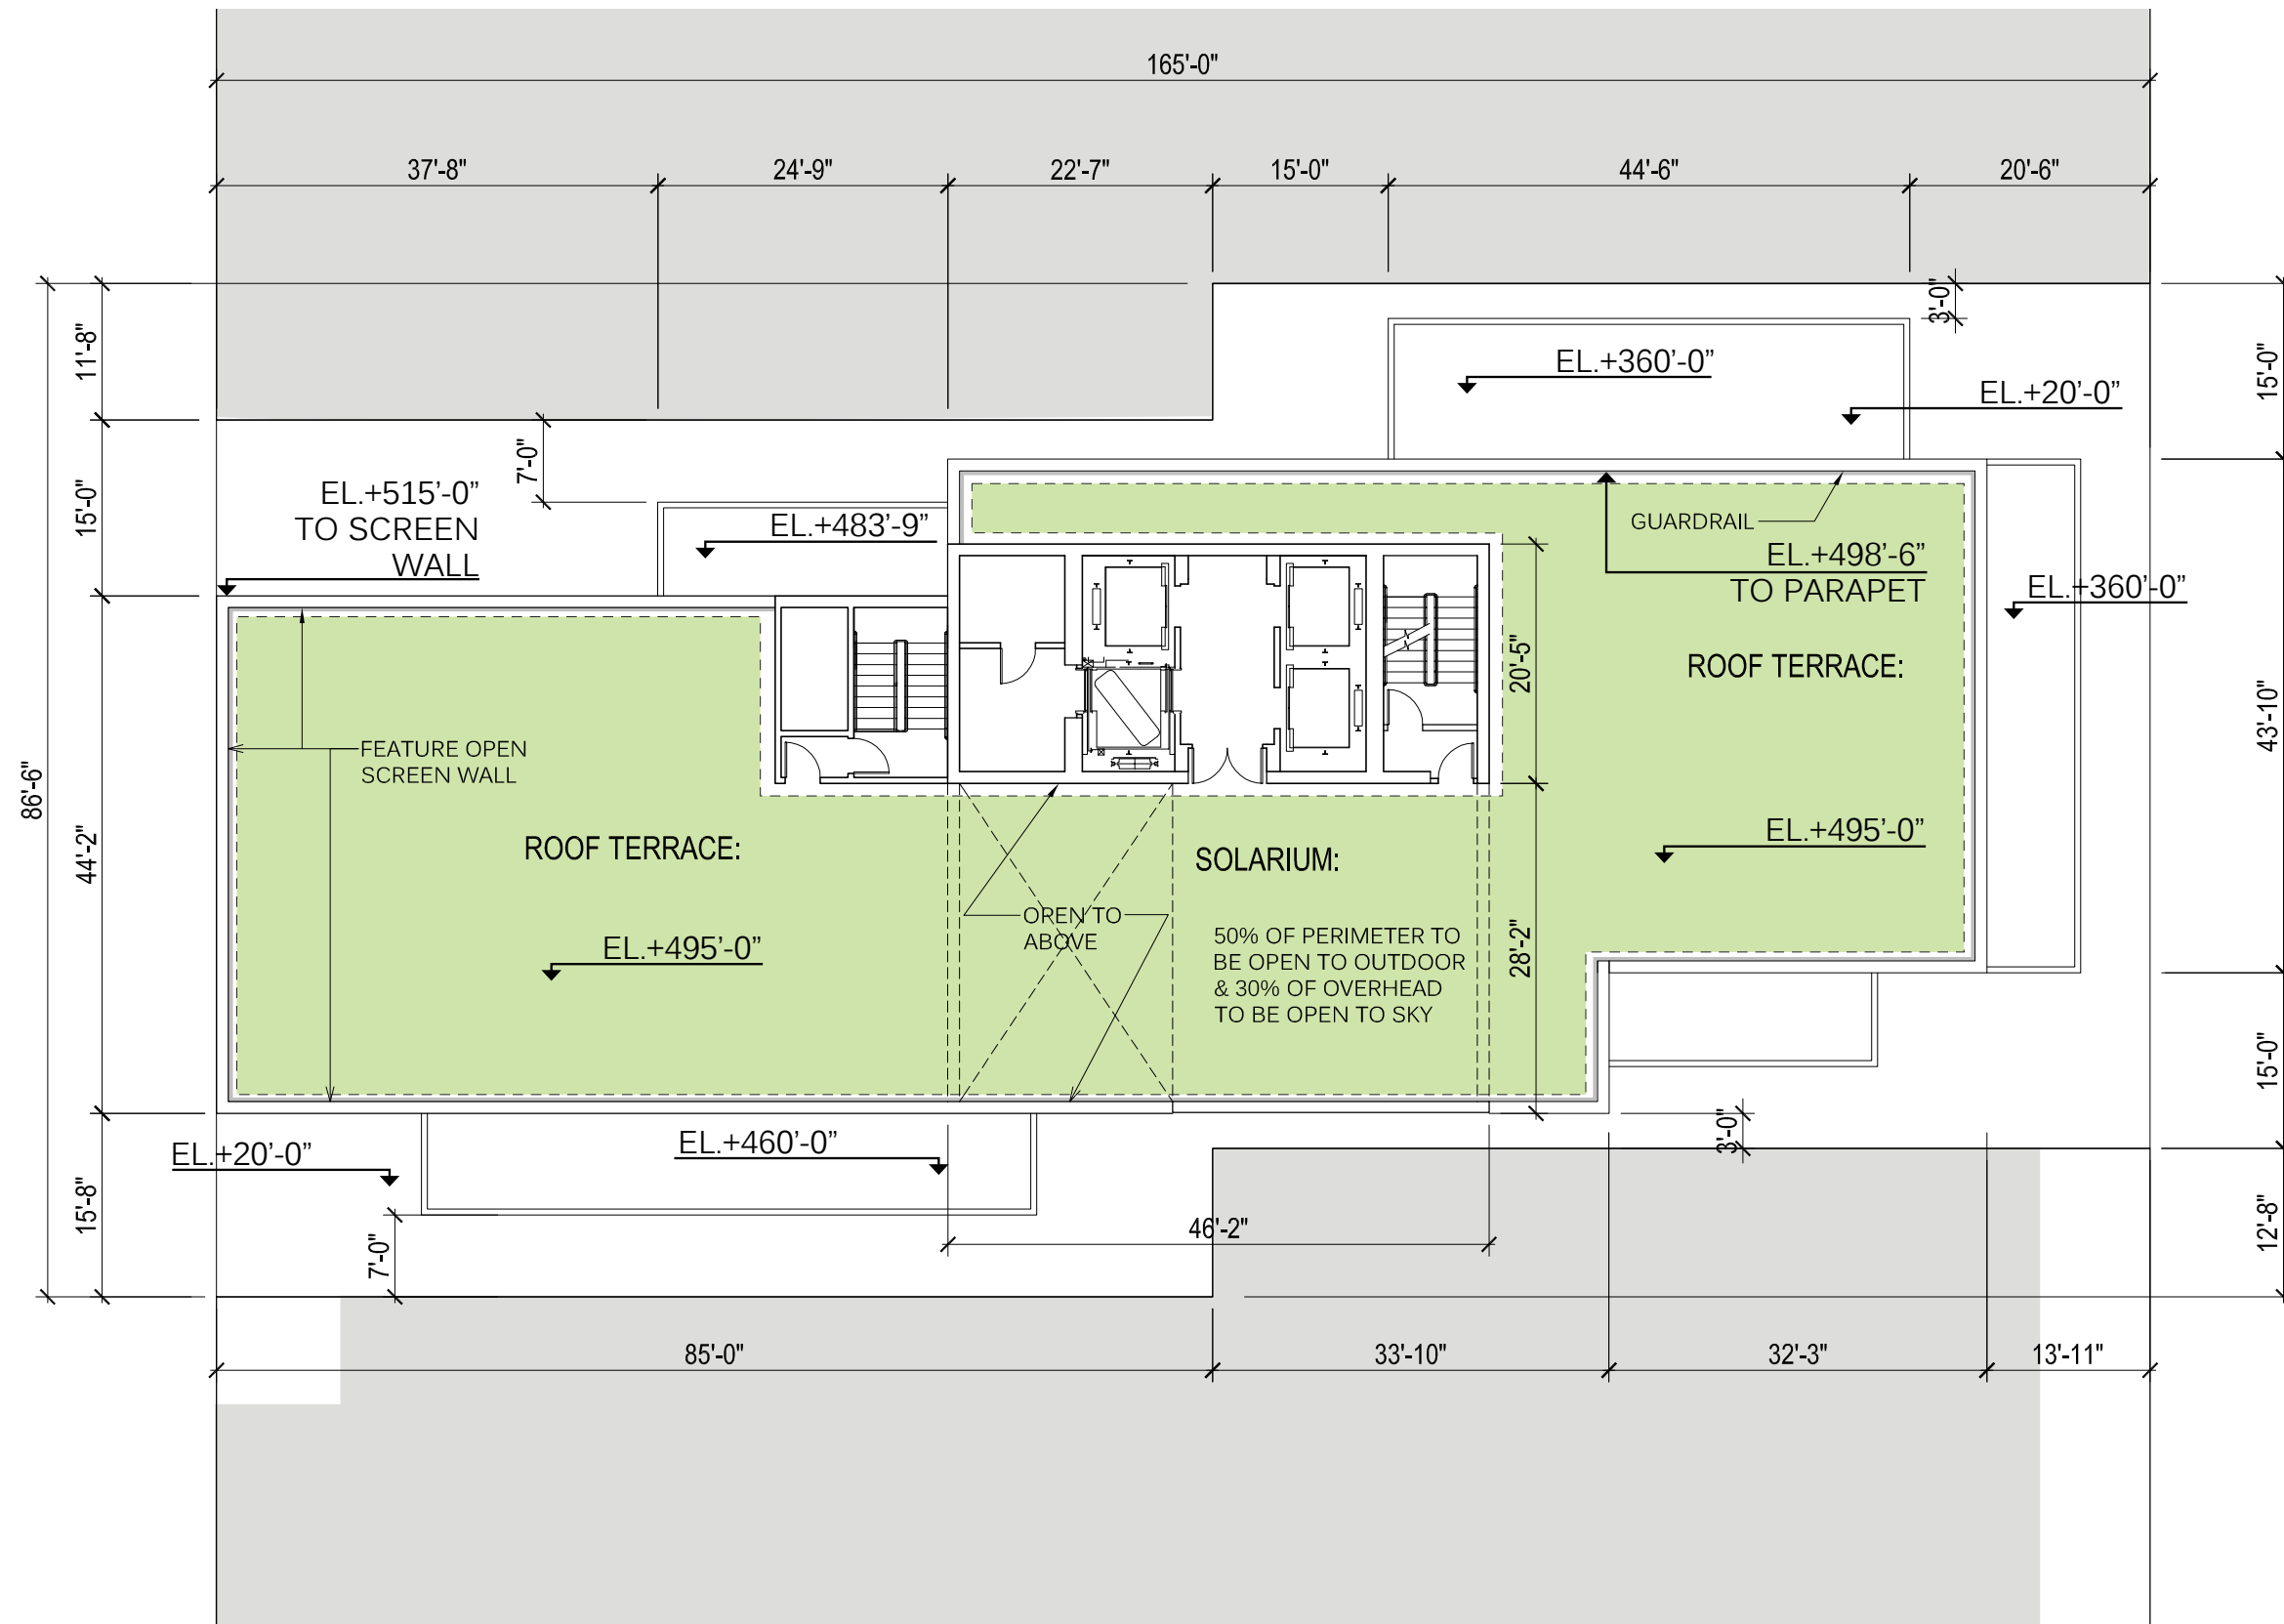 165'-0"
37'-8"
24'-9"
22'-7"
15'-0"
44'-6"
20'-6"
3'-0"
11'-8"
15'-0"
EL.+360'-0”
EL.+20'-0”
7'-0"
15'-0"
EL.+515'-0”
TO SCREEN
WALL
EL.+483'-9”
GUARDRAIL
EL.+498'-6”
TO PARAPET
EL.+360'-0”
20'-5"
ROOF TERRACE:
43'-10"
FEATURE OPEN
SCREEN WALL
86'-6"
44'-2"
ROOF TERRACE:
EL.+495'-0”
SOLARIUM:
EL.+495'-0”
OPEN TO
ABOVE
50% OF PERIMETER TO
BE OPEN TO OUTDOOR
& 30% OF OVERHEAD
TO BE OPEN TO SKY
28'-2"
15'-0"
EL.+20'-0”
EL.+460'-0”
3'-0"
15'-8"
7'-0"
46'-2"
12'-8"
85'-0"
33'-10"
32'-3"
13'-11"